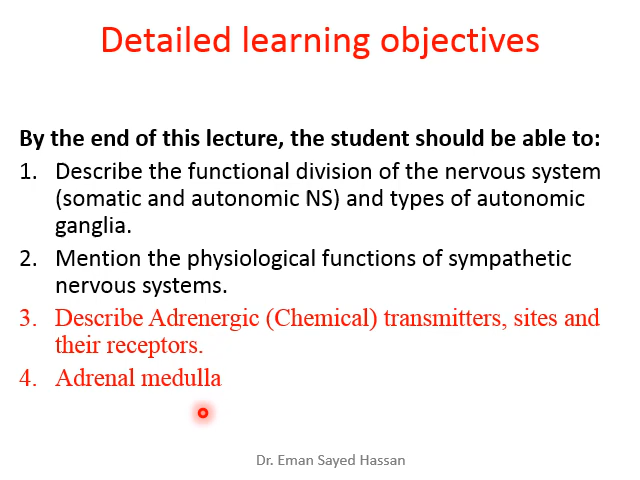 Detailed learning objectives
By the end of this lecture, the student should be able to:
1. Describe the functional division of the nervous system
(somatic and autonomic NS) and types of autonomic
ganglia.
2. Mention the physiological functions of sympathetic
nervous systems.
3. Describe Adrenergic (Chemical) transmitters, sites and
their receptors.
4. Adrenal medulla
Dr. Eman Sayed Hassan